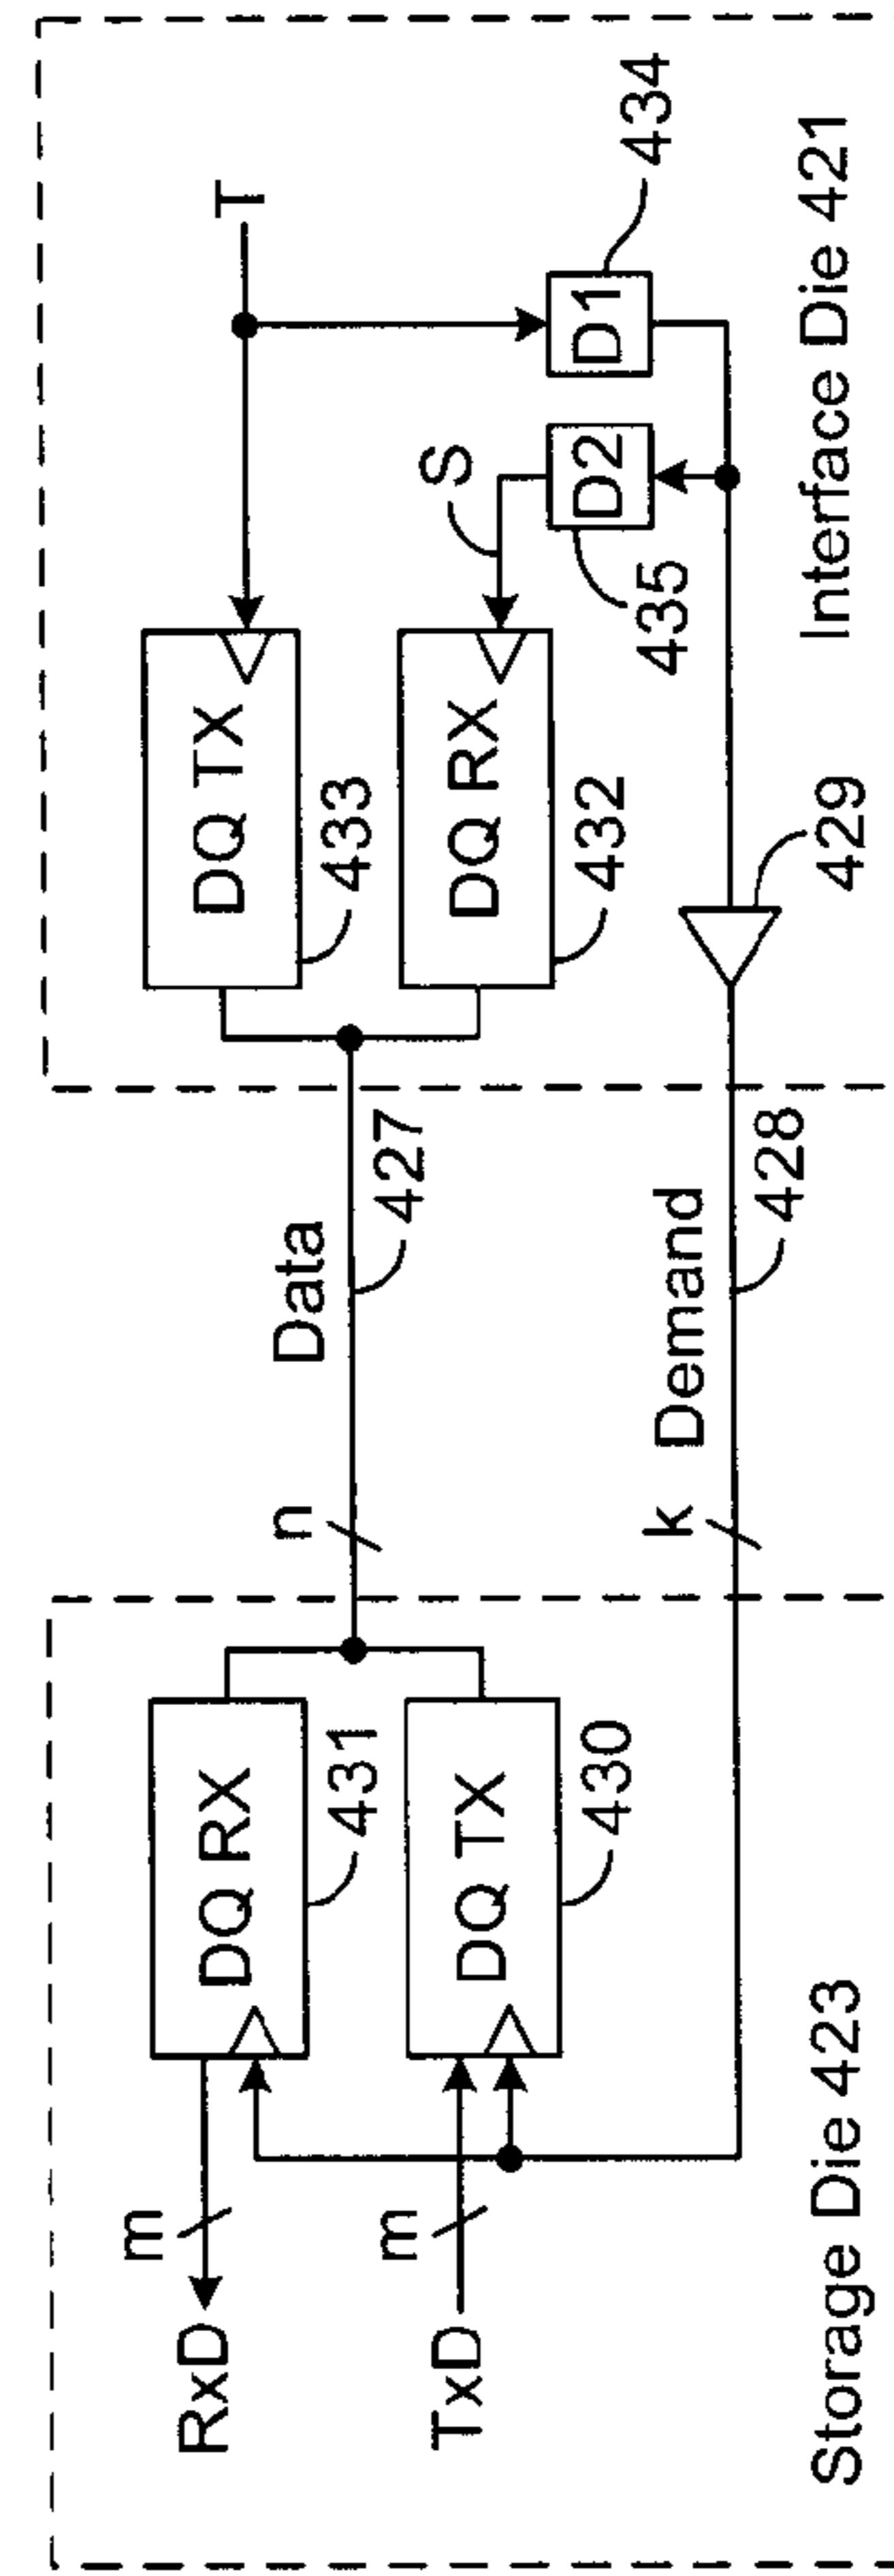 T
DQ TX
433
S
D2
435
D1
434
DQ RX
432
429
Interface Die 421
Data
427
n
Demand
428
k
DQ RX
431
m
RxD
DQ TX
430
m
TxD
Storage Die 423